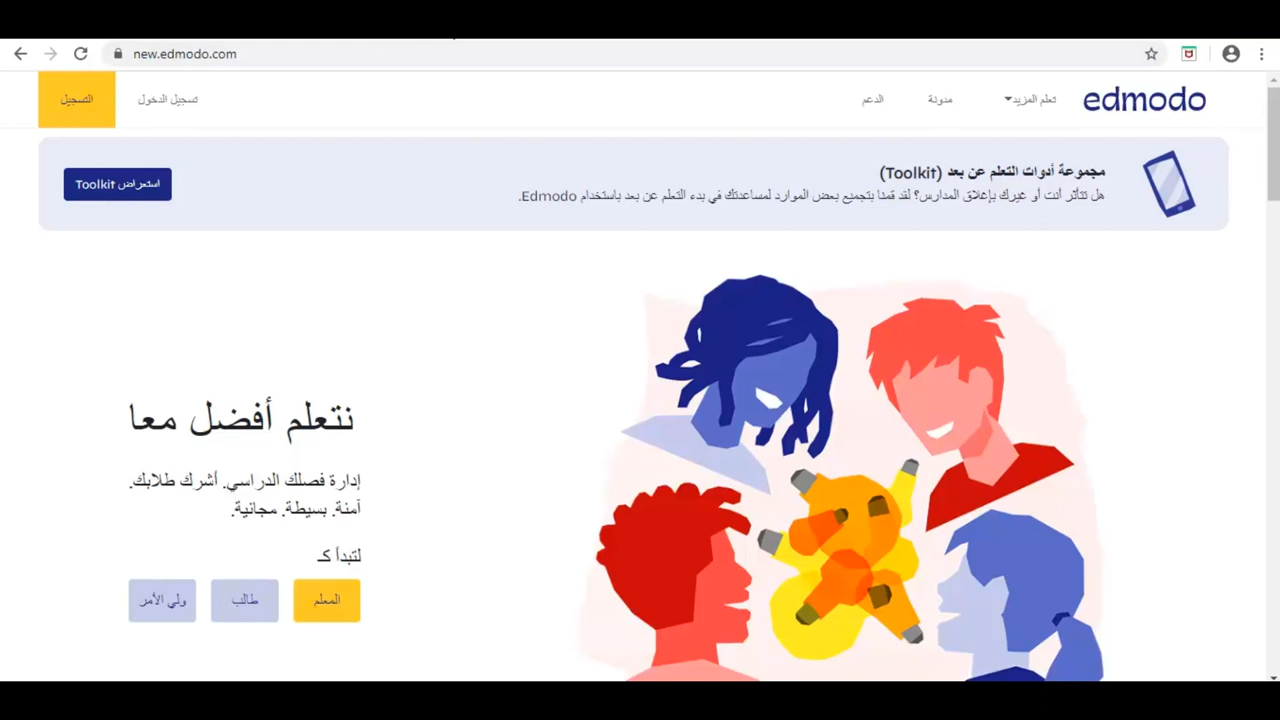 new.edmodo.com
edmodo
تعلم المزيد
مدونة
الدعم
تسجيل الدخول
التسجيل
مجموعة أدوات التعلم عن بعد (Toolkit)
هل تتأثر أنت أو غيرك بإغلاق المدارس؟ لقد قمنا بتجميع بعض الموارد لمساعدتك في بدء التعلم عن بعد باستخدام Edmodo.
استعراض Toolkit
نتعلم أفضل معا
إدارة فصلك الدراسي. أشرك طلابك.
آمنة. بسيطة. مجانية.
لتبدأ كـ
المعلم
طالب
ولي الأمر